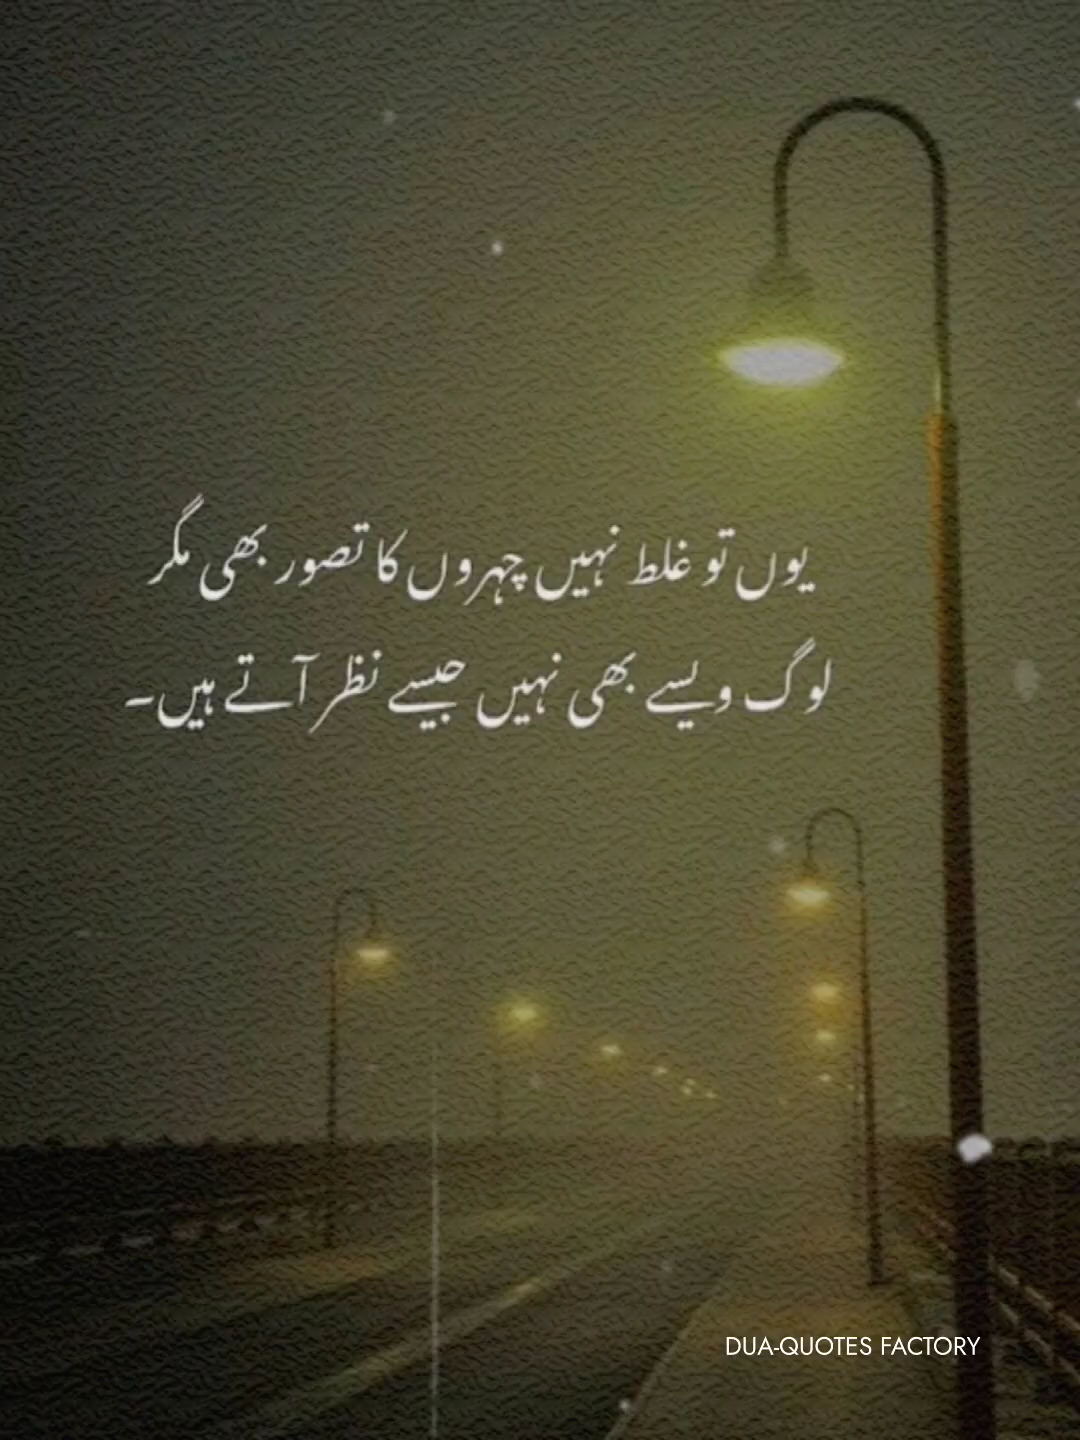 یوں تو غلط نہیں چہروں کا تصور بھی مگر
لوگ ویسے بھی نہیں جیسے نظر آتے ہیں۔
DUA-QUOTES FACTORY